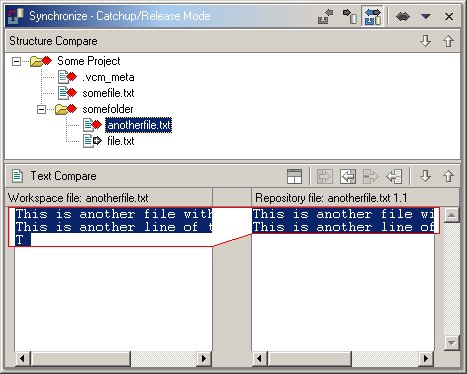 Synchronize - Catchup/Release Mode
Structure Compare
Some Project
.vcm_meta
somefile.txt
somefolder
anotherfile.txt
file.txt
Text Compare
Workspace file: anotherfile.txt
Repository file: anotherfile.txt 1.1
This is another file with
This is another line of t
T
This is another file wi
This is another line of